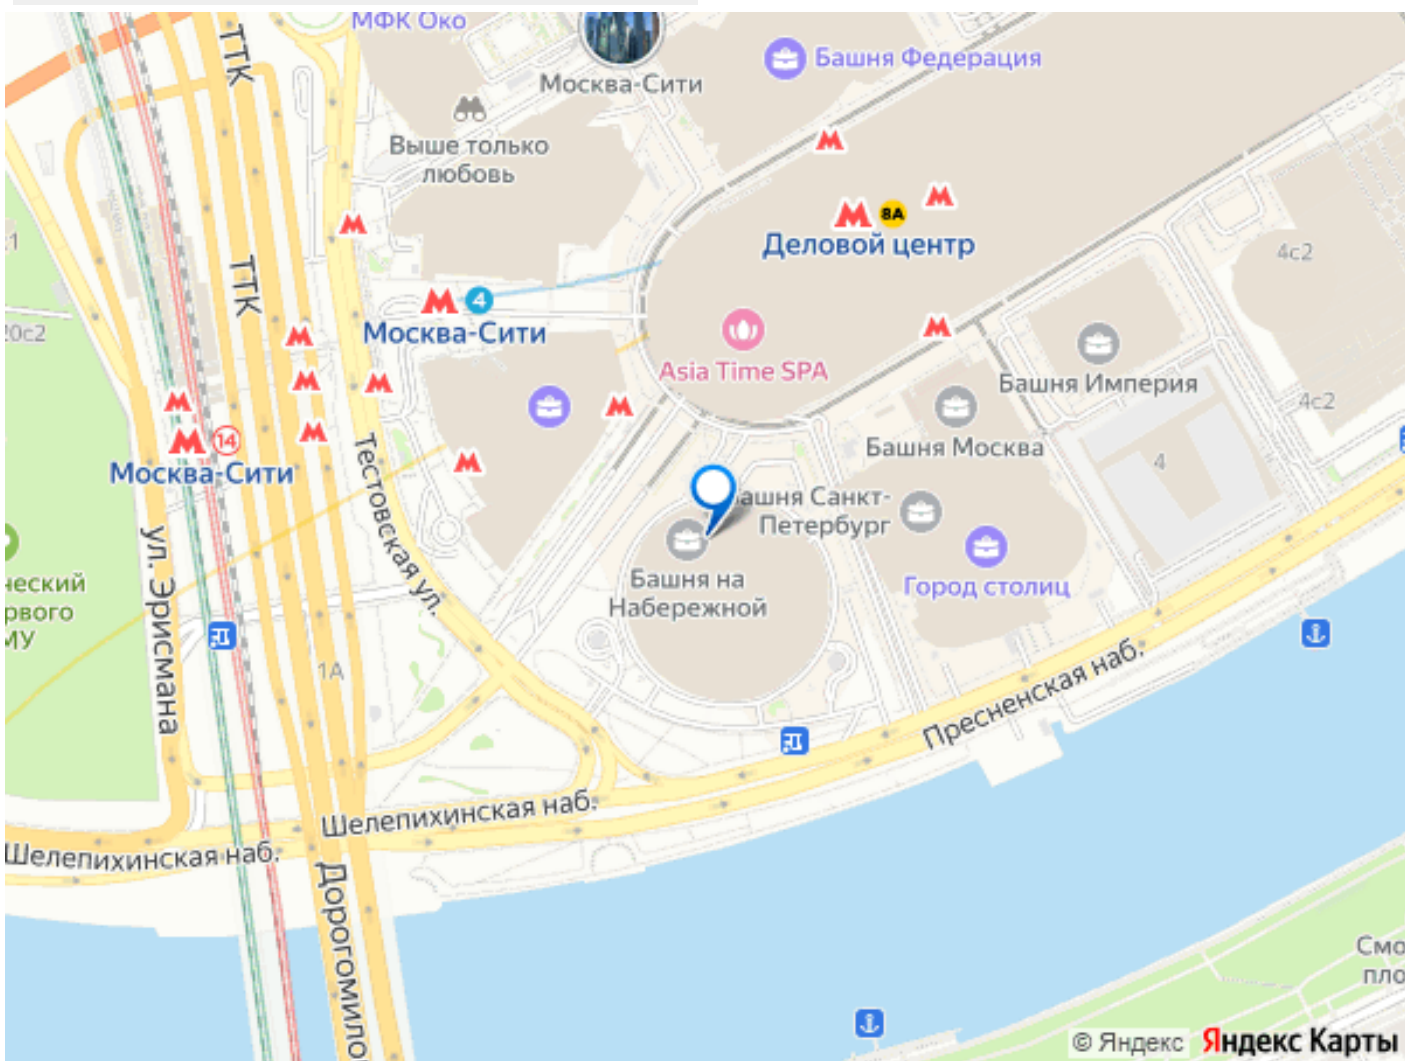 МФК Око
Башня Федерация
Москва-Сити
ТТК
Выше только
любовь
8А
Деловой центр
4с2
ТТК
4
Москва-Сити
20с2
Asia Time SPA
Башня Империя
4с2
Башня Москва
14
Москва-Сити
4
Тестовская ул.
Санкт-
Петербург
ул. Эрисмана
Башня на
Набережной
Город столиц
1А
Пресненская наб.
Шелепихинская наб.
Шелепихинская наб.
© Яндекс Яндекс Карты